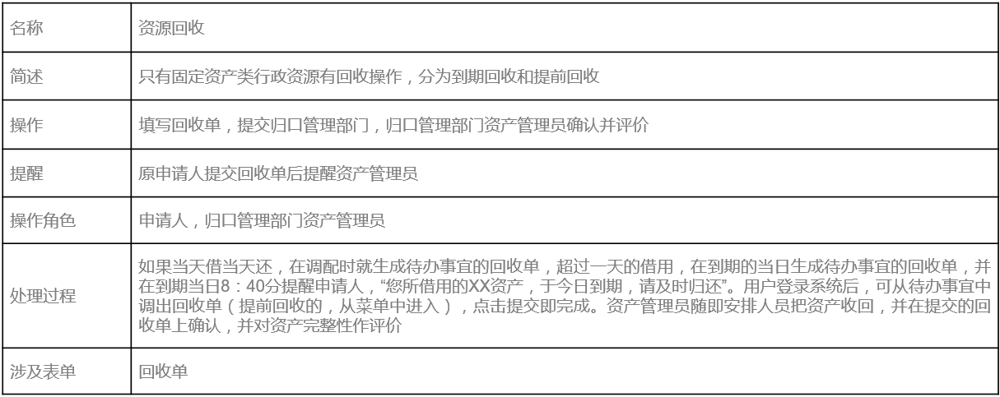 名称
资源回收
简述
只有固定资产类行政资源有回收操作，分为到期回收和提前回收
操作
填写回收单，提交归口管理部门，归口管理部门资产管理员确认并评价
提醒
原申请人提交回收单后提醒资产管理员
操作角色
申请人，归口管理部门资产管理员
处理过程
如果当天借当天还，在调配时就生成待办事宜的回收单，超过一天的借用，在到期的当日生成待办事宜的回收单，并
在到期当日8：40分提醒申请人，“您所借用的XX资产，于今日到期，请及时归还”。用户登录系统后，可从待办事宜中
调出回收单（提前回收的，从菜单中进入），点击提交即完成。资产管理员随即安排人员把资产收回，并在提交的回
收单上确认，并对资产完整性作评价
涉及表单
回收单